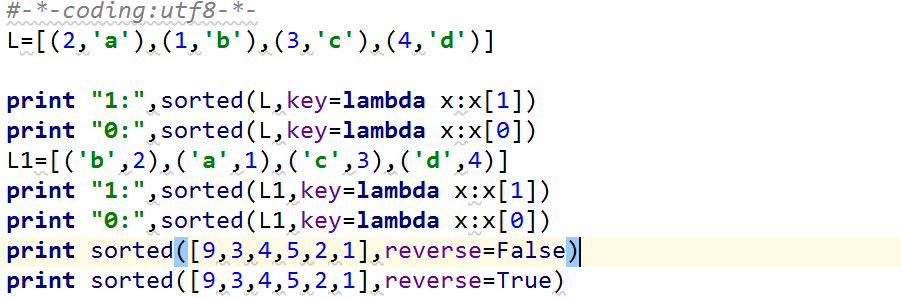 #-*-coding:utf8-*-
L=[(2,'a'),(1,'b'),(3,'c'),(4,'d')]
print "1:",sorted(L,key=lambda x:x[1])
print "0:",sorted(L,key=lambda x:x[0])
L1=[('b',2),('a',1),('c',3),('d',4)]
print "1:",sorted(L1,key=lambda x:x[1])
print "0:",sorted(L1,key=lambda x:x[0])
print sorted([9,3,4,5,2,1],reverse=False)
print sorted([9,3,4,5,2,1],reverse=True)